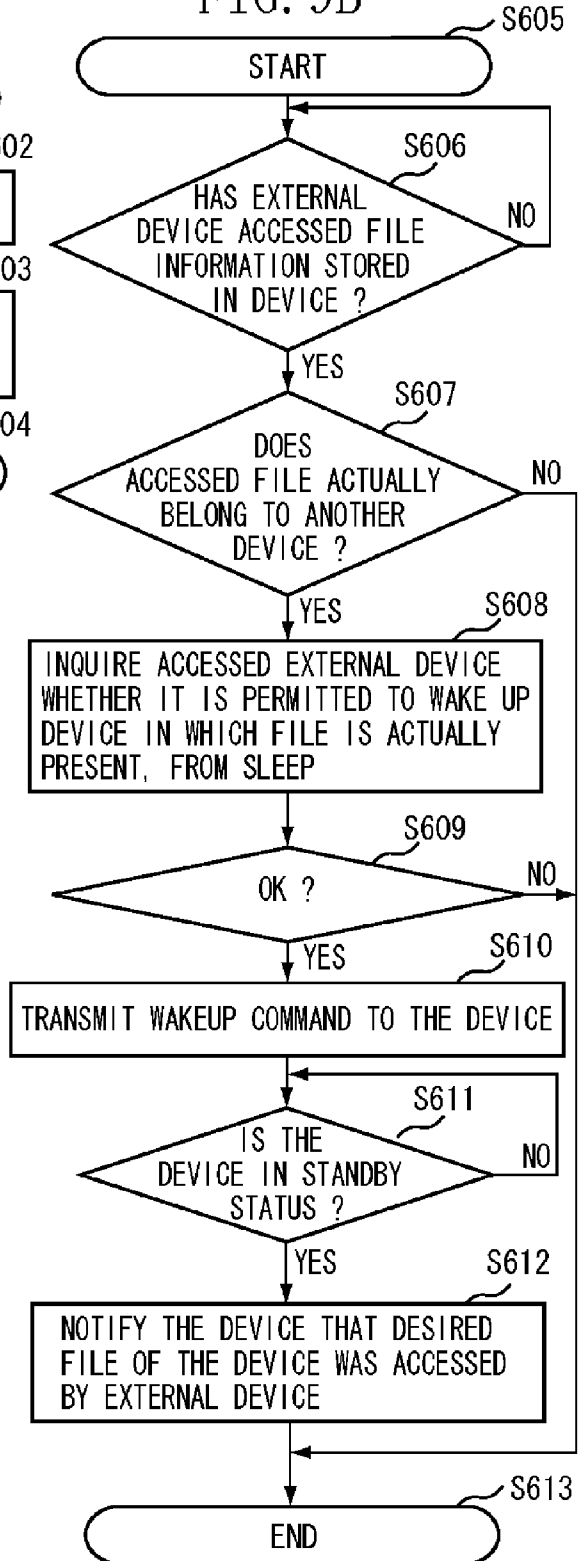 FIG. 9B
S605
START
602
603
604
S606
HAS EXTERNAL
DEVICE ACCESSED FILE
INFORMATION STORED
IN DEVICE ?
NO
YES
S607
DOES
ACCESSED FILE ACTUALLY
BELONG TO ANOTHER
DEVICE ?
NO
YES
S608
INQUIRE ACCESSED EXTERNAL DEVICE
WHETHER IT IS PERMITTED TO WAKE UP
DEVICE IN WHICH FILE IS ACTUALLY
PRESENT, FROM SLEEP
S609
OK ?
NO
YES
S610
TRANSMIT WAKEUP COMMAND TO THE DEVICE
S611
IS THE
DEVICE IN STANDBY
STATUS ?
NO
YES
S612
NOTIFY THE DEVICE THAT DESIRED
FILE OF THE DEVICE WAS ACCESSED
BY EXTERNAL DEVICE
S613
END